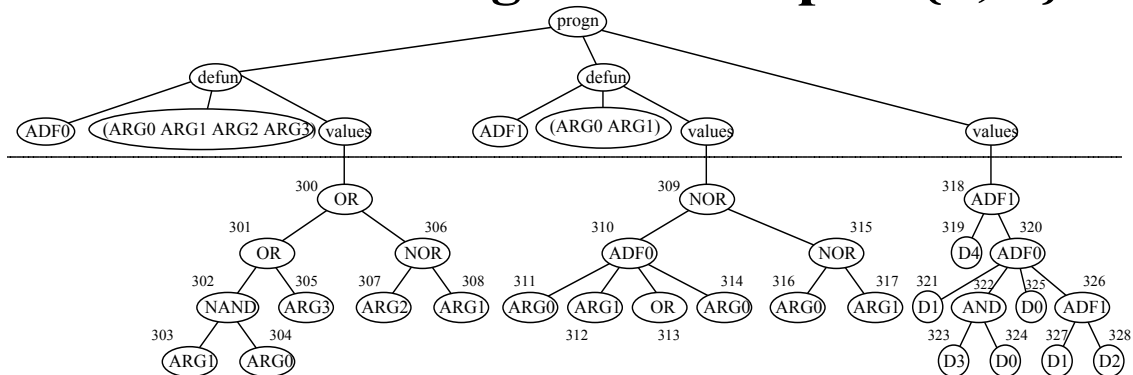 progn
defun defun
ADF0 (ARG0 ARG1 ARG2 ARG3) values ADF1 (ARG0 ARG1) values values
300 309 318
OR NOR ADF1
301 306 310 315 319 320
OR NOR ADF0 NOR D4 ADF0
302 305 307 308 311 314 316 317 321 322 325 326
NAND ARG3 ARG2 ARG1 ARG0 ARG1 OR ARG0 ARG0 ARG1 D1 AND D0 ADF1
303 304 312 313 323 324 327 328
ARG1 ARG0 D3 D0 D1 D2